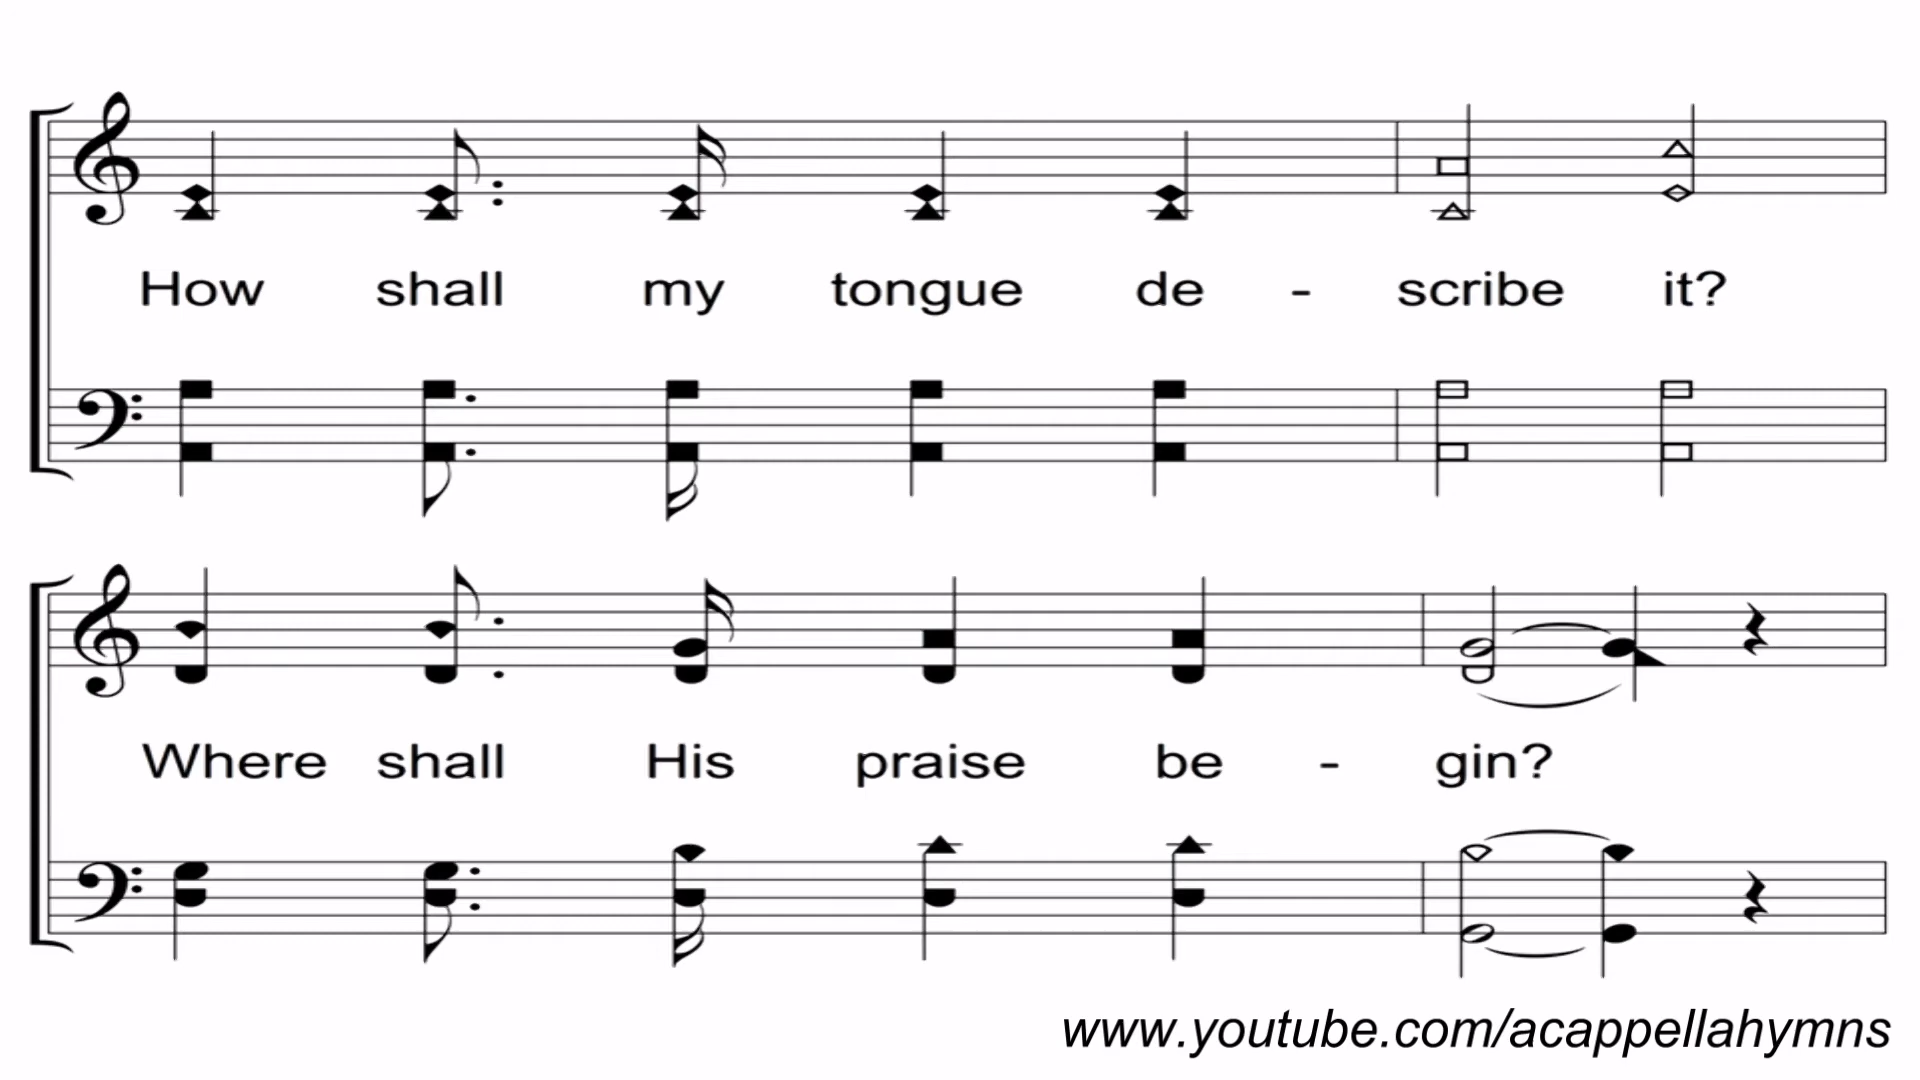 How shall my tongue de - scribe it?
Where shall His praise be - gin?
www.youtube.com/acappellahymns